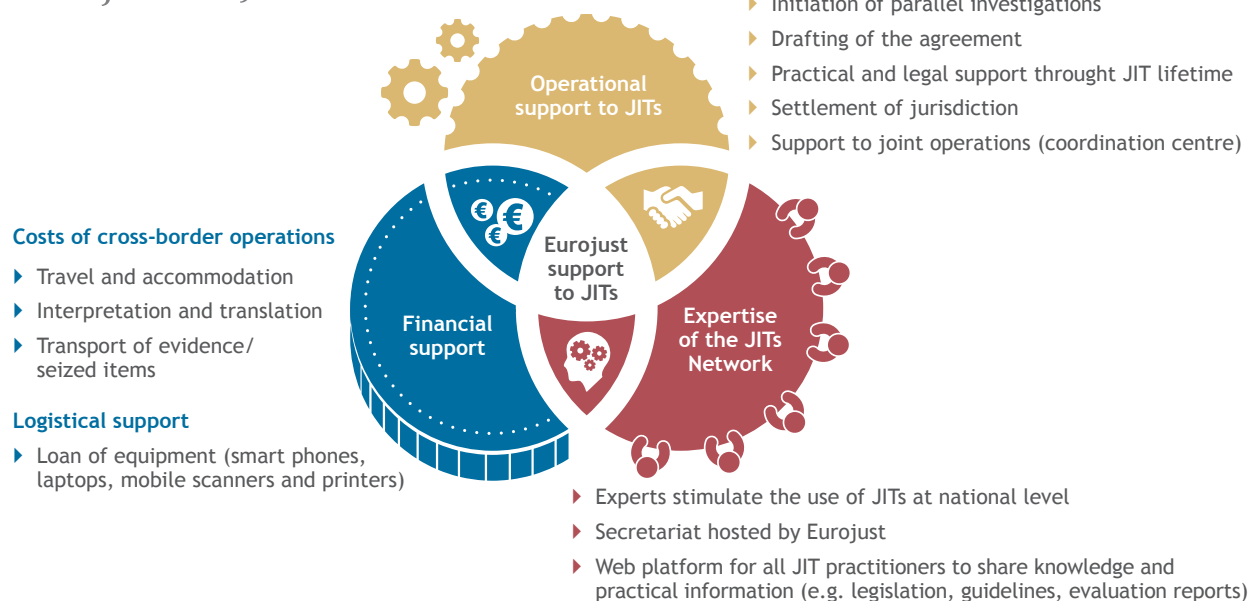 Initiation of parallel investigations
Drafting of the agreement
Practical and legal support throught JIT lifetime
Settlement of jurisdiction
Support to joint operations (coordination centre)
Operational
support to JITs
Eurojust
support
to JITs
Financial
support
Expertise
of the JITs
Network
Costs of cross-border operations
Travel and accommodation
Interpretation and translation
Transport of evidence/
seized items
Logistical support
Loan of equipment (smart phones,
laptops, mobile scanners and printers)
Experts stimulate the use of JITs at national level
Secretariat hosted by Eurojust
Web platform for all JIT practitioners to share knowledge and
practical information (e.g. legislation, guidelines, evaluation reports)